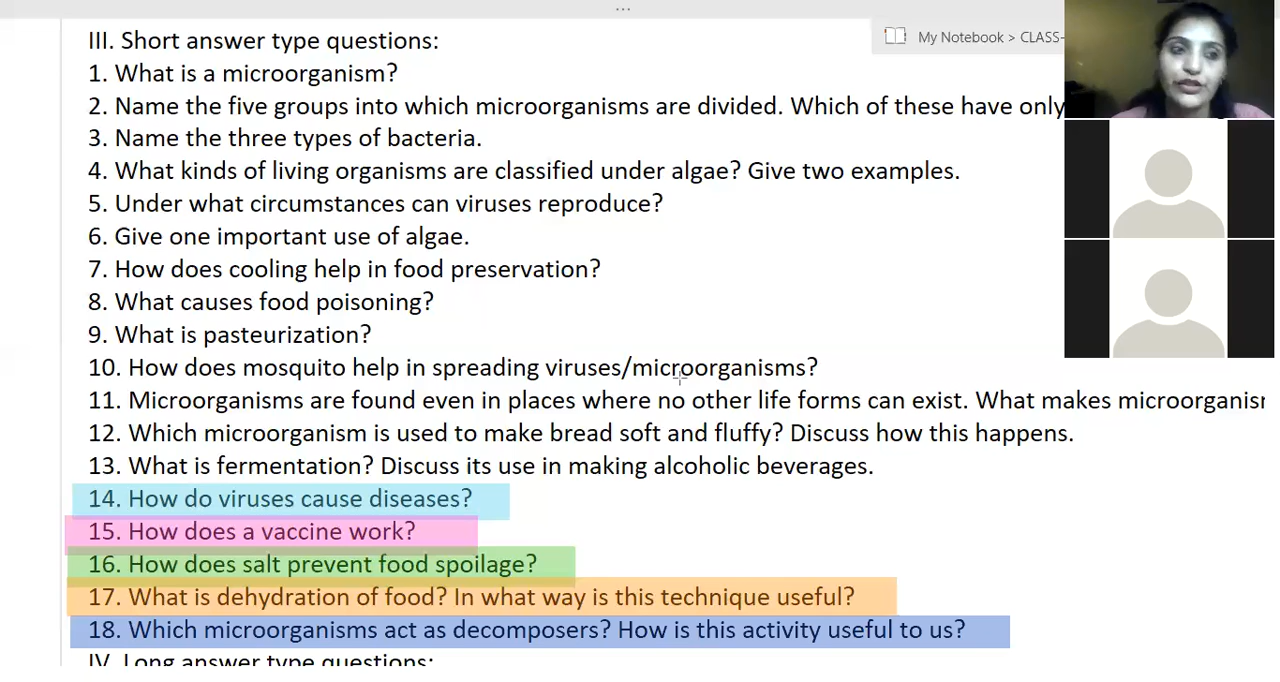 III. Short answer type questions:
My Notebook > CLASS-
1. What is a microorganism?
2. Name the five groups into which microorganisms are divided. Which of these have only
3. Name the three types of bacteria.
4. What kinds of living organisms are classified under algae? Give two examples.
5. Under what circumstances can viruses reproduce?
6. Give one important use of algae.
7. How does cooling help in food preservation?
8. What causes food poisoning?
9. What is pasteurization?
10. How does mosquito help in spreading viruses/microorganisms?
11. Microorganisms are found even in places where no other life forms can exist. What makes microorganisr
12. Which microorganism is used to make bread soft and fluffy? Discuss how this happens.
13. What is fermentation? Discuss its use in making alcoholic beverages.
14. How do viruses cause diseases?
15. How does a vaccine work?
16. How does salt prevent food spoilage?
17. What is dehydration of food? In what way is this technique useful?
18. Which microorganisms act as decomposers? How is this activity useful to us?
IV. Long answer type questions: